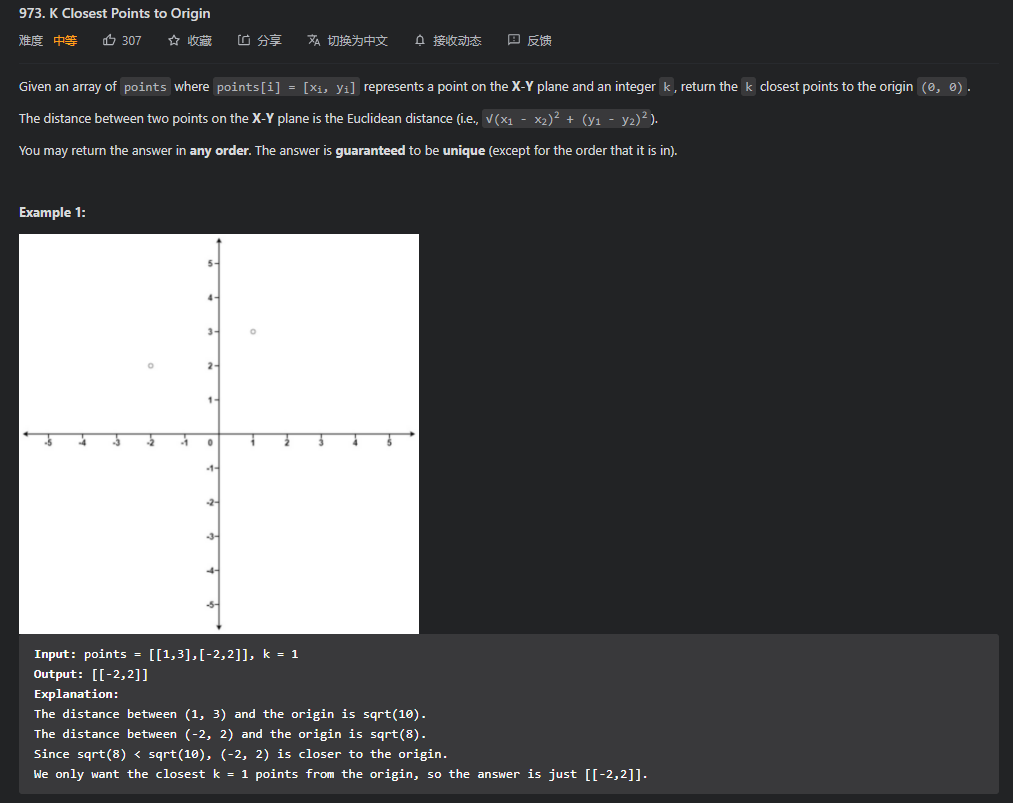 973. K Closest Points to Origin
难度 中等 307 收藏 分享 切换为中文 接收动态 反馈
Given an array of points where points[i] = [xᵢ, yᵢ] represents a point on the X-Y plane and an integer k, return the k closest points to the origin (0, 0).
The distance between two points on the X-Y plane is the Euclidean distance (i.e., √(x₁ - x₂)² + (y₁ - y₂)²).
You may return the answer in any order. The answer is guaranteed to be unique (except for the order that it is in).
Example 1:
5
4
3
2
1
-5 -4 -3 -2 -1 0 1 2 3 4 5
-1
-2
-3
-4
-5
Input: points = [[1,3],[-2,2]], k = 1
Output: [[-2,2]]
Explanation:
The distance between (1, 3) and the origin is sqrt(10).
The distance between (-2, 2) and the origin is sqrt(8).
Since sqrt(8) < sqrt(10), (-2, 2) is closer to the origin.
We only want the closest k = 1 points from the origin, so the answer is just [[-2,2]].